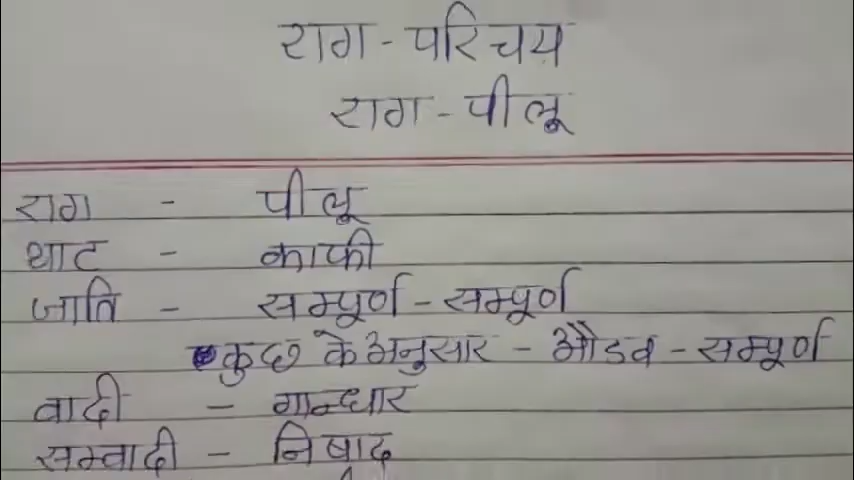 राग - परिचय
राग - पीलू
राग - पीलू
थाट - काफी
जाति - सम्पूर्ण - सम्पूर्ण
कुछ के अनुसार - औडव - सम्पूर्ण
वादी - गान्धार
सम्वादी - निषाद